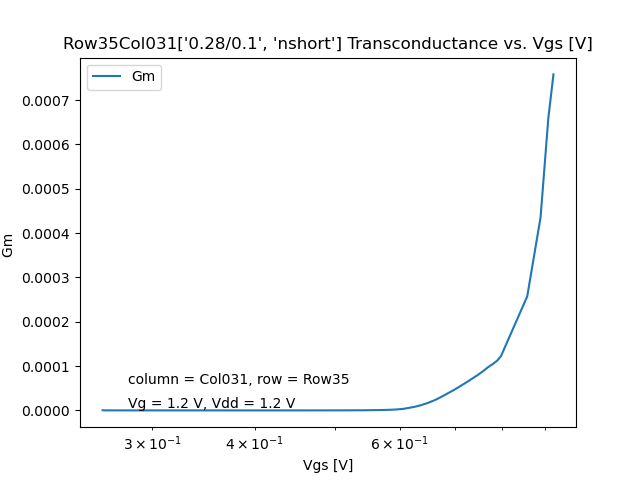 Row35Col031['0.28/0.1', 'nshort'] Transconductance vs. Vgs [V]
Gm
0.0007
0.0006
0.0005
0.0004
0.0003
0.0002
0.0001
0.0000
Gm
column = Col031, row = Row35
Vg = 1.2 V, Vdd = 1.2 V
3 × 10⁻¹ 4 × 10⁻¹ 6 × 10⁻¹
Vgs [V]